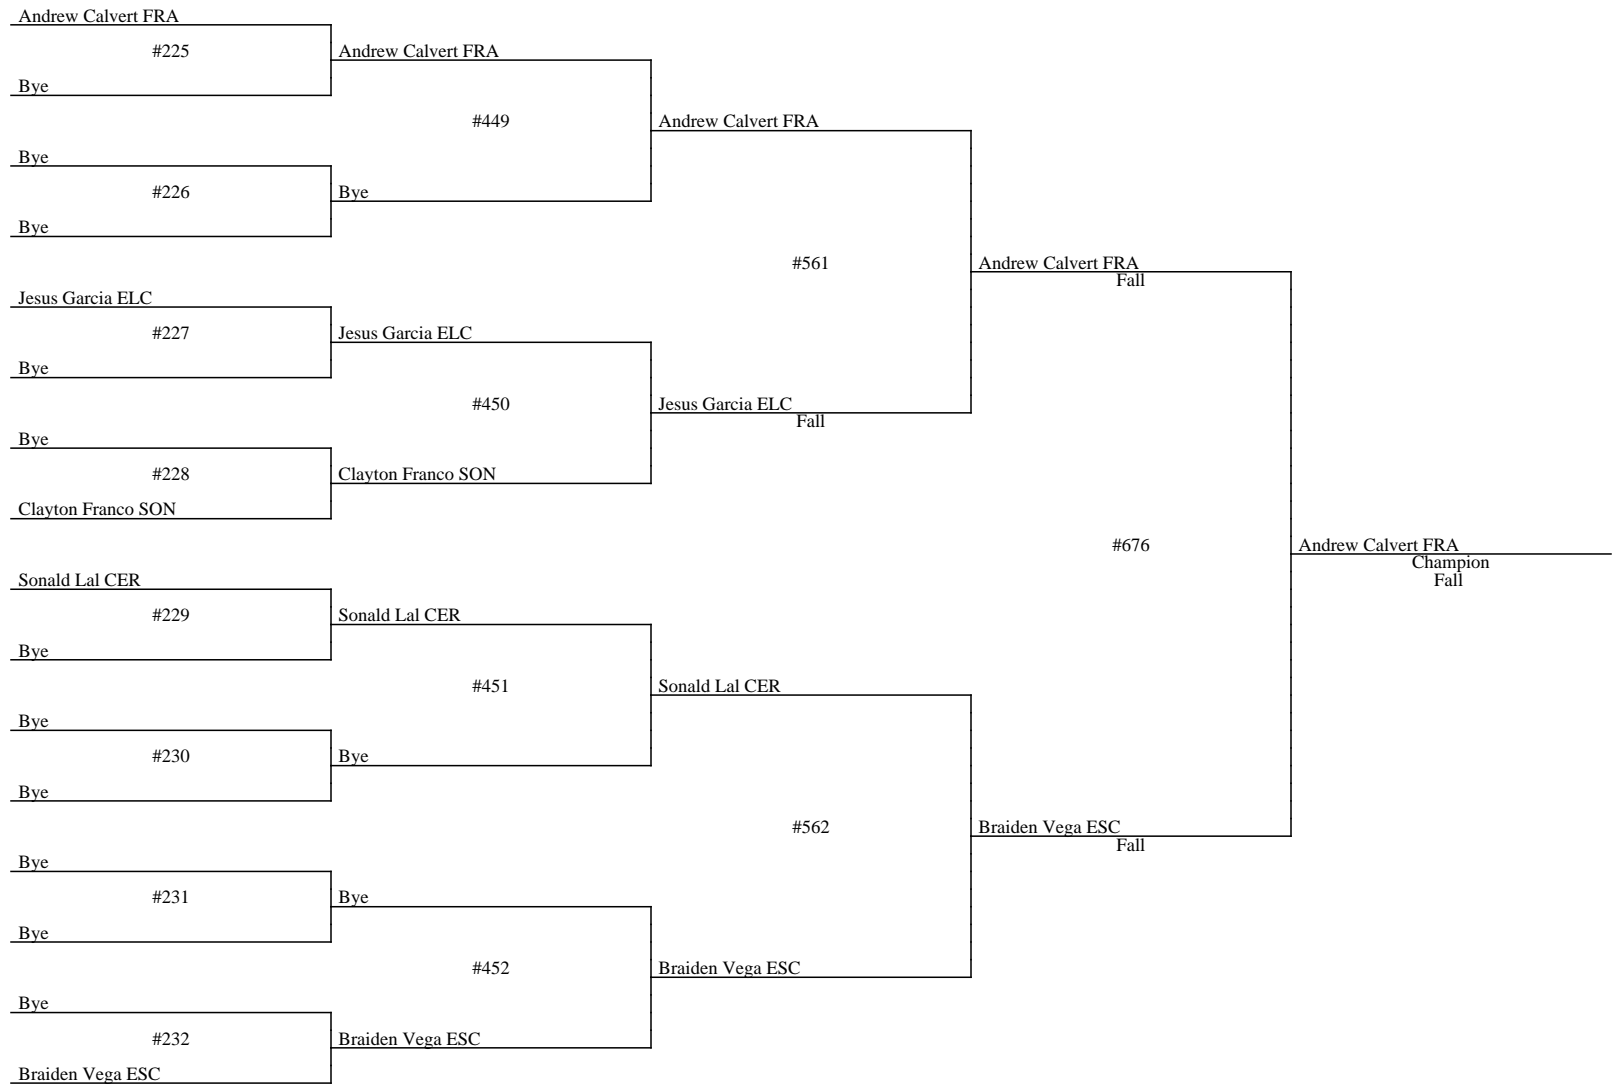 Andrew Calvert FRA
#225
Andrew Calvert FRA
Bye
#449
Andrew Calvert FRA
Bye
#226
Bye
Bye
#561
Andrew Calvert FRA
Fall
Jesus Garcia ELC
#227
Jesus Garcia ELC
Bye
#450
Jesus Garcia ELC
Fall
Bye
#228
Clayton Franco SON
Clayton Franco SON
#676
Andrew Calvert FRA
Champion
Fall
Sonald Lal CER
#229
Sonald Lal CER
Bye
#451
Sonald Lal CER
Bye
#230
Bye
Bye
#562
Braiden Vega ESC
Fall
Bye
#231
Bye
Bye
#452
Braiden Vega ESC
Bye
#232
Braiden Vega ESC
Braiden Vega ESC